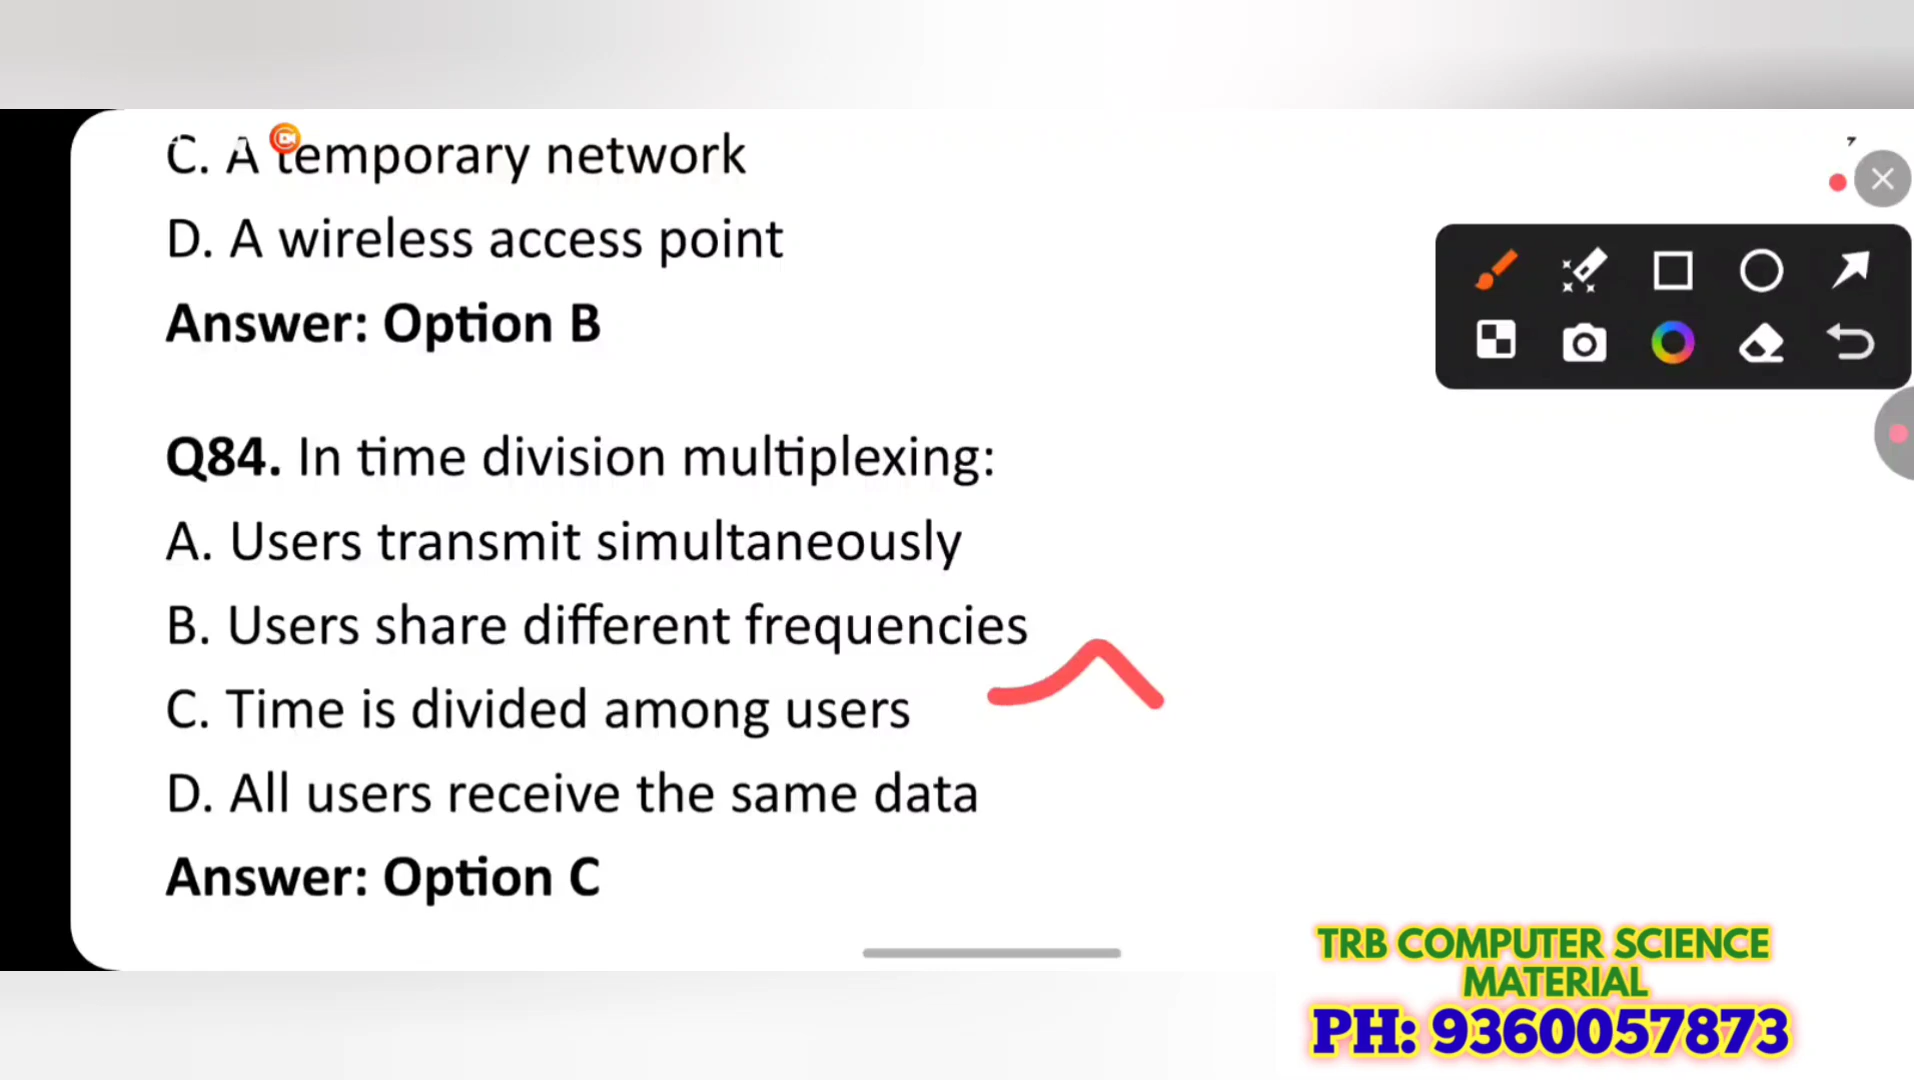 C. A temporary network
D. A wireless access point
Answer: Option B
Q84. In time division multiplexing:
A. Users transmit simultaneously
B. Users share different frequencies
C. Time is divided among users
D. All users receive the same data
Answer: Option C
TRB COMPUTER SCIENCE
MATERIAL
PH: 9360057873